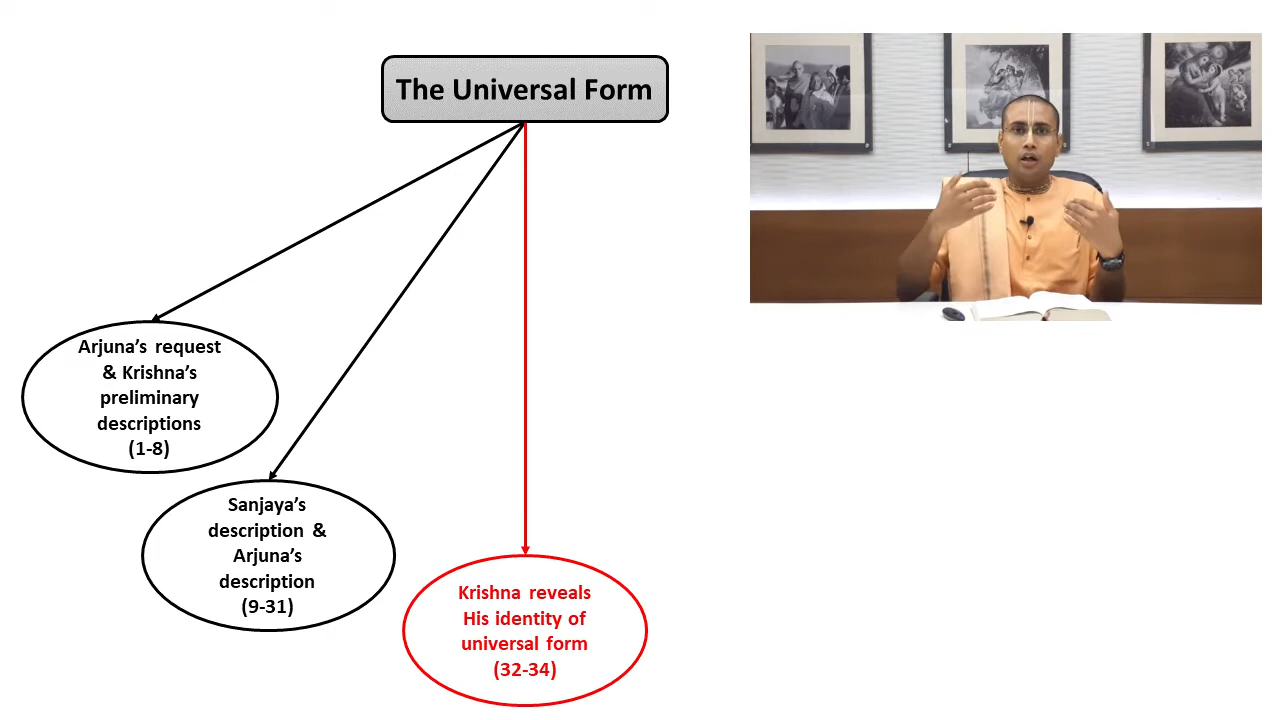 The Universal Form
Arjuna’s request
& Krishna’s
preliminary
descriptions
(1-8)
Sanjaya’s
description &
Arjuna’s
description
(9-31)
Krishna reveals
His identity of
universal form
(32-34)